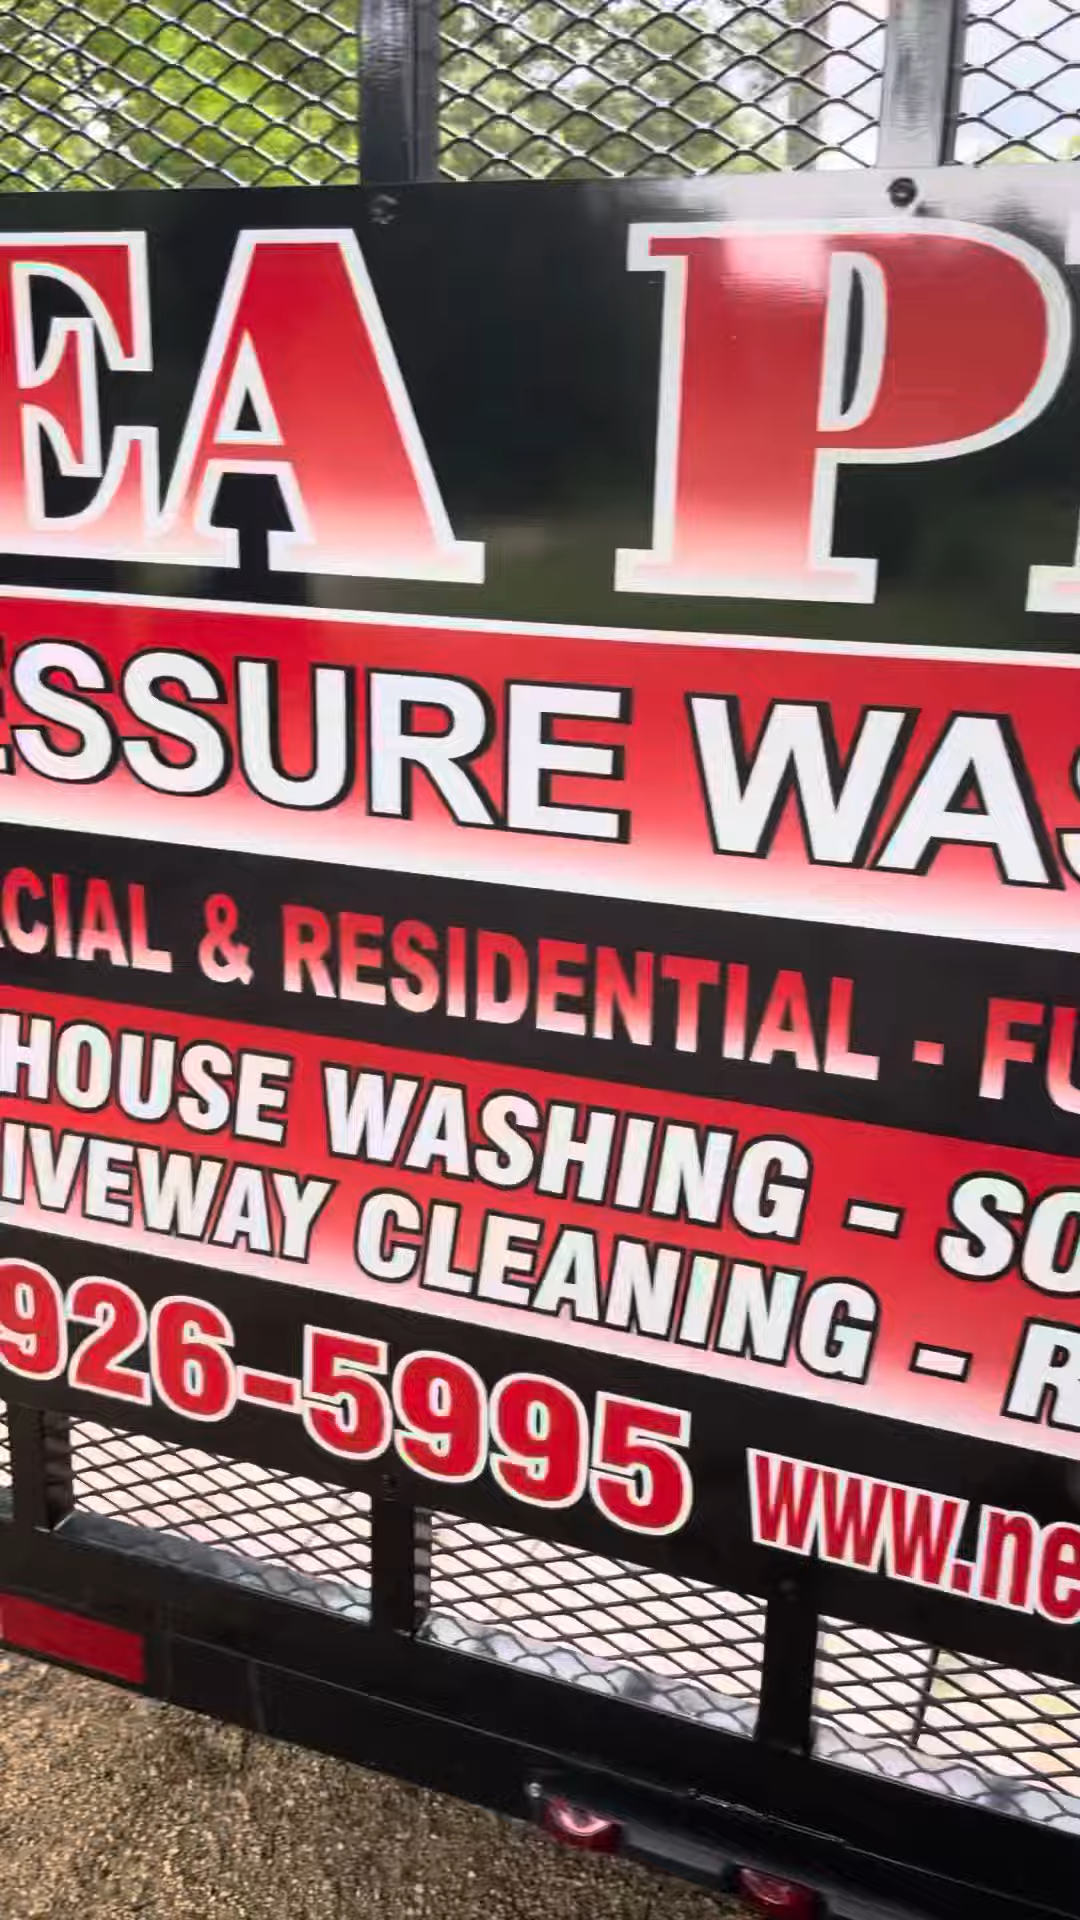 EA P
ESSURE WAS
CIAL & RESIDENTIAL - FU
HOUSE WASHING - SO
IVEWAY CLEANING - R
926-5995 www.ne